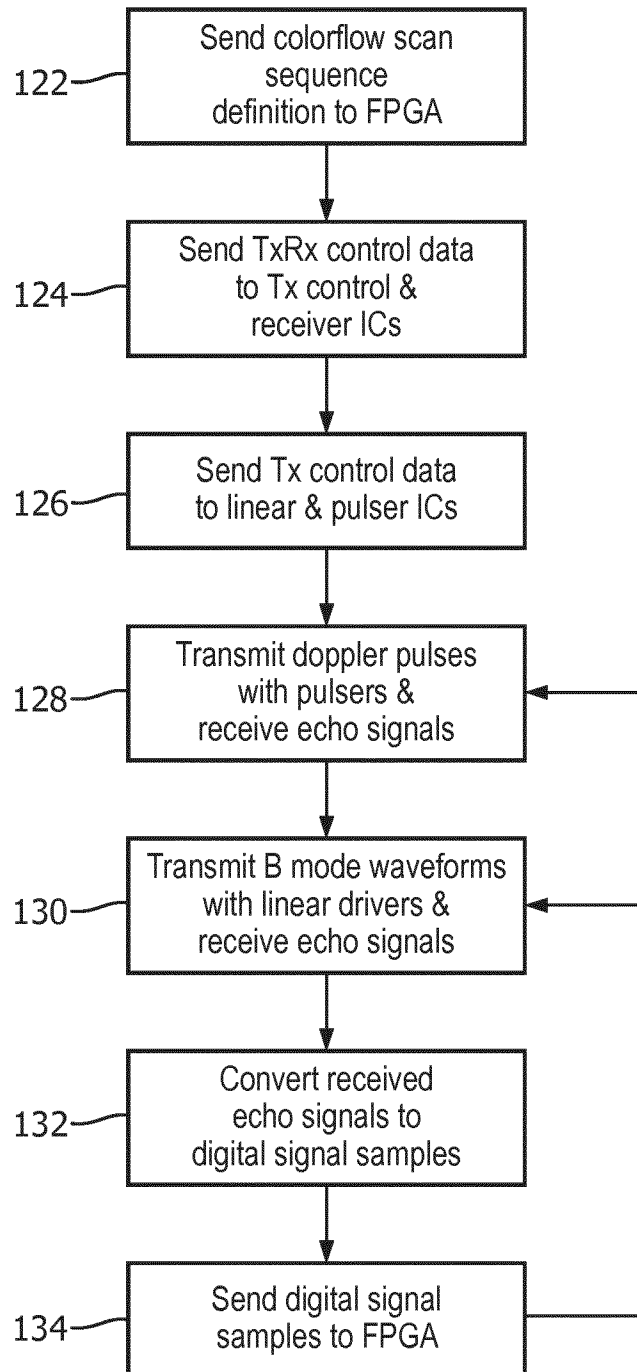 Send colorflow scan
sequence
definition to FPGA
122
Send TxRx control data
to Tx control &
receiver ICs
124
Send Tx control data
to linear & pulser ICs
126
Transmit doppler pulses
with pulsers &
receive echo signals
128
Transmit B mode waveforms
with linear drivers &
receive echo signals
130
Convert received
echo signals to
digital signal samples
132
Send digital signal
samples to FPGA
134